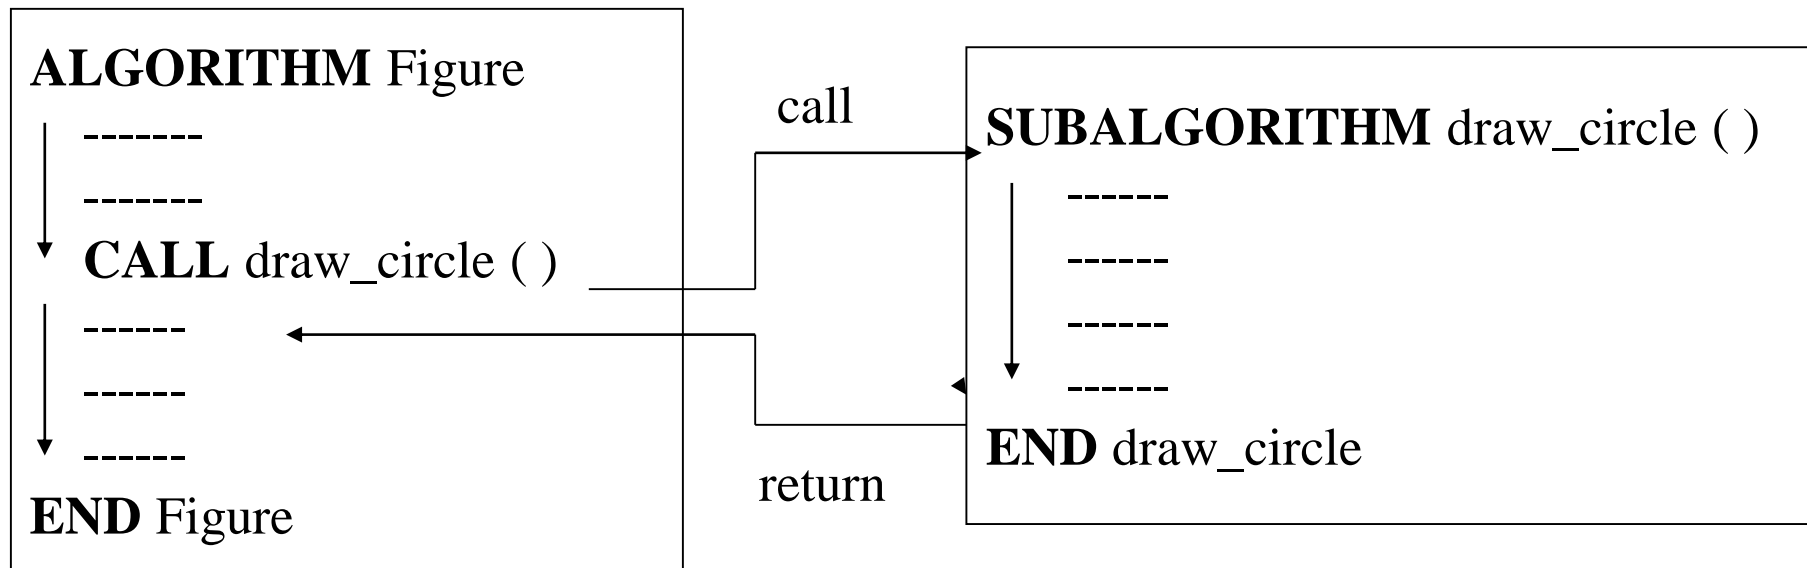 ALGORITHM Figure
-------
-------
CALL draw_circle ( )
------
------
------
END Figure
call
return
SUBALGORITHM draw_circle ( )
------
------
------
------
END draw_circle